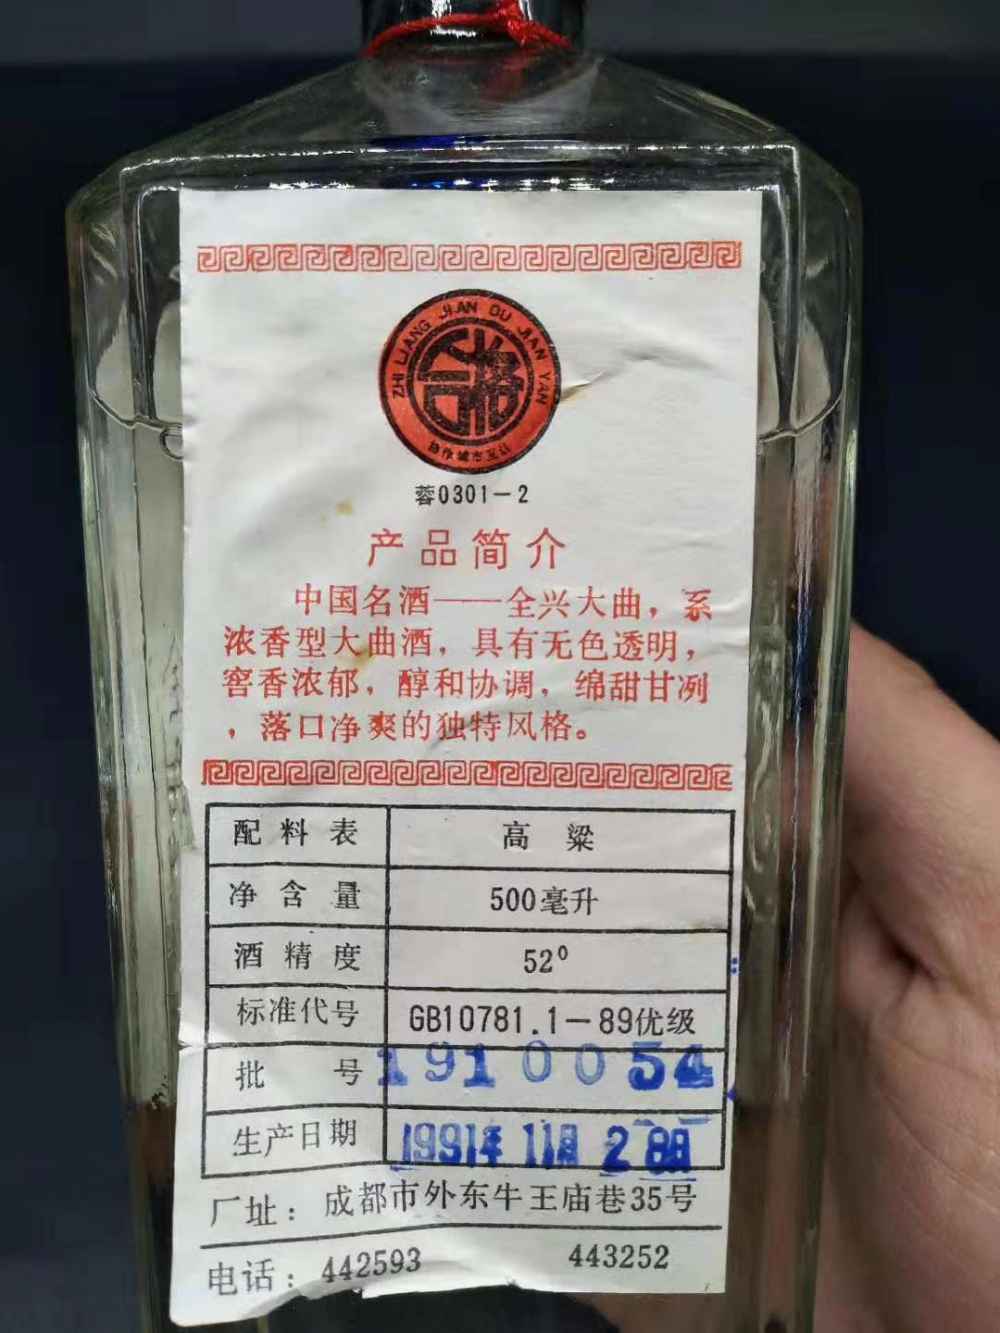 ZHI LIANG JIAN DU JIAN YAN
合格
蓉0301－2
产品简介
中国名酒——全兴大曲，系
浓香型大曲酒，具有无色透明，
窖香浓郁，醇和协调，绵甜甘冽
，落口净爽的独特风格。
配料表 高粱
净含量 500毫升
酒精度 52°
标准代号 GB10781.1－89优级
批号 1910054
生产日期 1991年11月28日
厂址：成都市外东牛王庙巷35号
电话：442593 443252